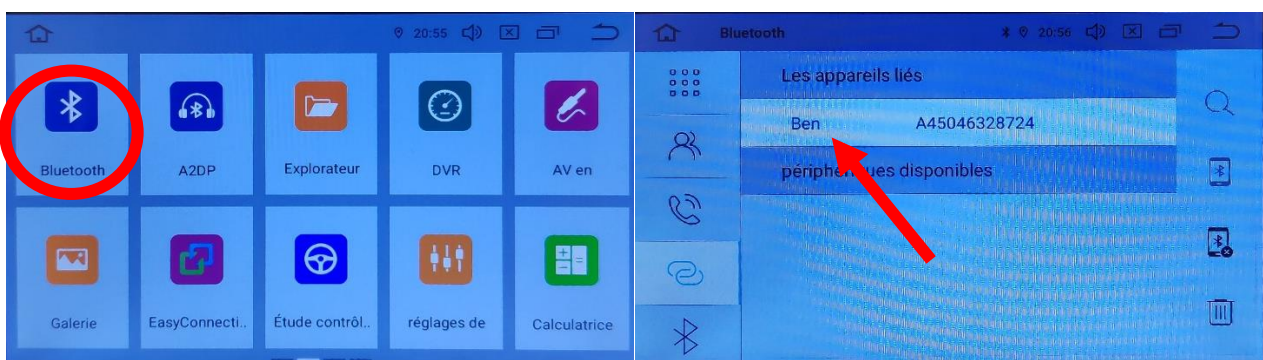 20:55
Bluetooth A2DP Explorateur DVR AV en
Galerie EasyConnecti.. Étude contrôl.. réglages de Calculatrice
Bluetooth 20:56
Les appareils liés
Ben A45046328724
périphériques disponibles